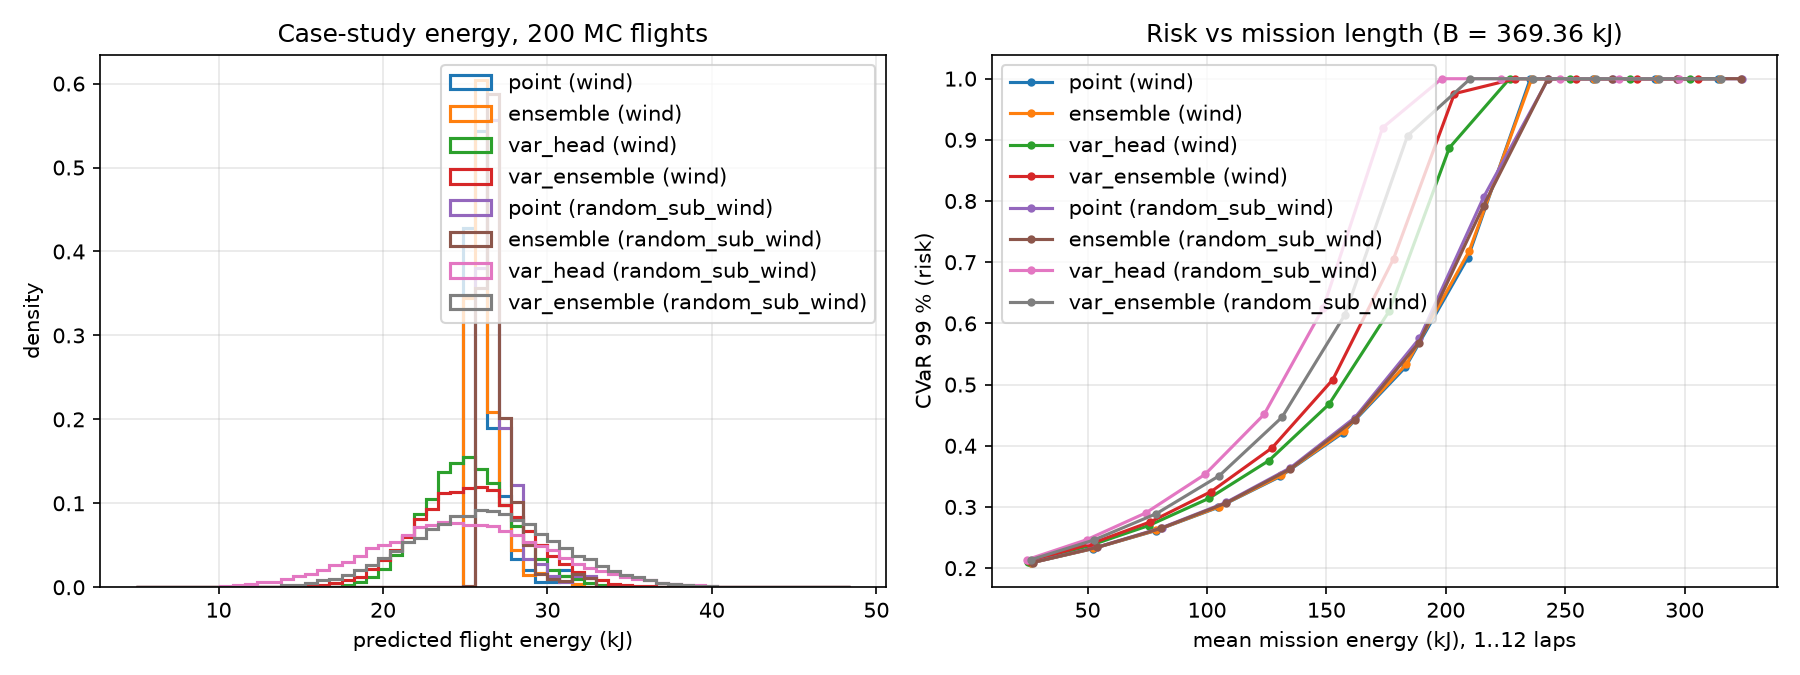 Case-study energy, 200 MC flights
0.6
0.5
0.4
0.3
0.2
0.1
0.0
density
10
20
30
40
50
predicted flight energy (kJ)
point (wind)
ensemble (wind)
var_head (wind)
var_ensemble (wind)
point (random_sub_wind)
ensemble (random_sub_wind)
var_head (random_sub_wind)
var_ensemble (random_sub_wind)
Risk vs mission length (B = 369.36 kJ)
1.0
0.9
0.8
0.7
0.6
0.5
0.4
0.3
0.2
CVaR 99 % (risk)
50
100
150
200
250
300
mean mission energy (kJ), 1..12 laps
point (wind)
ensemble (wind)
var_head (wind)
var_ensemble (wind)
point (random_sub_wind)
ensemble (random_sub_wind)
var_head (random_sub_wind)
var_ensemble (random_sub_wind)